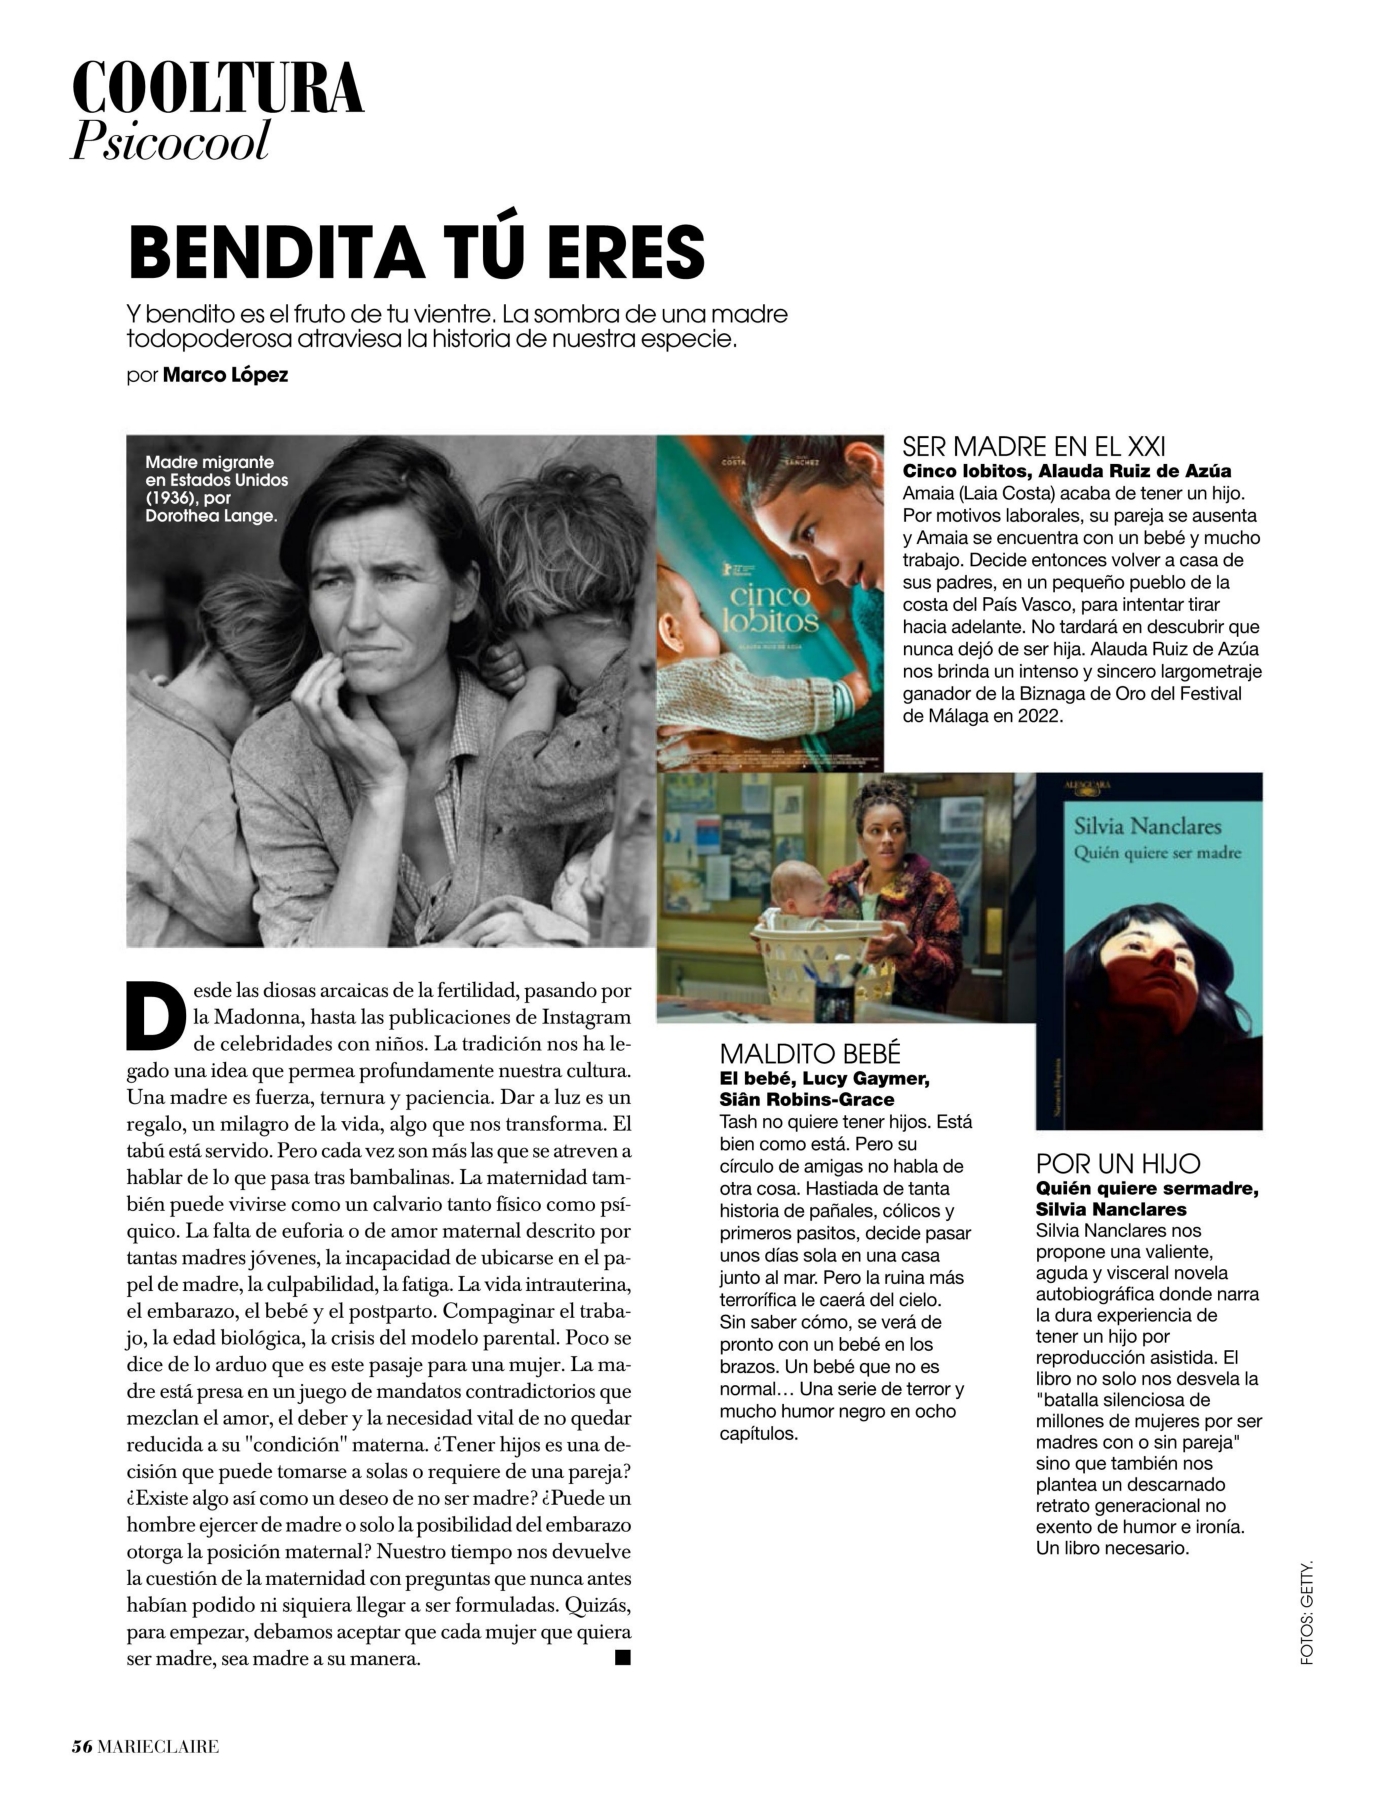 COOLTURA
Psicocool
BENDITA TÚ ERES
Y bendito es el fruto de tu vientre. La sombra de una madre
todopoderosa atraviesa la historia de nuestra especie.
por Marco López
Madre migrante
en Estados Unidos
(1936), por
Dorothea Lange.
COSTA
SÁNCHEZ
cinco
lobitos
ALAUDA RUIZ DE AZÚA
SER MADRE EN EL XXI
Cinco lobitos, Alauda Ruiz de Azúa
Amaia (Laia Costa) acaba de tener un hijo.
Por motivos laborales, su pareja se ausenta
y Amaia se encuentra con un bebé y mucho
trabajo. Decide entonces volver a casa de
sus padres, en un pequeño pueblo de la
costa del País Vasco, para intentar tirar
hacia adelante. No tardará en descubrir que
nunca dejó de ser hija. Alauda Ruiz de Azúa
nos brinda un intenso y sincero largometraje
ganador de la Biznaga de Oro del Festival
de Málaga en 2022.
ALFAGUARA
Silvia Nanclares
Quién quiere ser madre
Desde las diosas arcaicas de la fertilidad, pasando por
la Madonna, hasta las publicaciones de Instagram
de celebridades con niños. La tradición nos ha le-
gado una idea que permea profundamente nuestra cultura.
Una madre es fuerza, ternura y paciencia. Dar a luz es un
regalo, un milagro de la vida, algo que nos transforma. El
tabú está servido. Pero cada vez son más las que se atreven a
hablar de lo que pasa tras bambalinas. La maternidad tam-
bién puede vivirse como un calvario tanto físico como psí-
quico. La falta de euforia o de amor maternal descrito por
tantas madres jóvenes, la incapacidad de ubicarse en el pa-
pel de madre, la culpabilidad, la fatiga. La vida intrauterina,
el embarazo, el bebé y el postparto. Compaginar el traba-
jo, la edad biológica, la crisis del modelo parental. Poco se
dice de lo arduo que es este pasaje para una mujer. La ma-
dre está presa en un juego de mandatos contradictorios que
mezclan el amor, el deber y la necesidad vital de no quedar
reducida a su "condición" materna. ¿Tener hijos es una de-
cisión que puede tomarse a solas o requiere de una pareja?
¿Existe algo así como un deseo de no ser madre? ¿Puede un
hombre ejercer de madre o solo la posibilidad del embarazo
otorga la posición maternal? Nuestro tiempo nos devuelve
la cuestión de la maternidad con preguntas que nunca antes
habían podido ni siquiera llegar a ser formuladas. Quizás,
para empezar, debamos aceptar que cada mujer que quiera
ser madre, sea madre a su manera.
MALDITO BEBÉ
El bebé, Lucy Gaymer,
Siân Robins-Grace
Tash no quiere tener hijos. Está
bien como está. Pero su
círculo de amigas no habla de
otra cosa. Hastiada de tanta
historia de pañales, cólicos y
primeros pasitos, decide pasar
unos días sola en una casa
junto al mar. Pero la ruina más
terrorífica le caerá del cielo.
Sin saber cómo, se verá de
pronto con un bebé en los
brazos. Un bebé que no es
normal… Una serie de terror y
mucho humor negro en ocho
capítulos.
POR UN HIJO
Quién quiere sermadre,
Silvia Nanclares
Silvia Nanclares nos
propone una valiente,
aguda y visceral novela
autobiográfica donde narra
la dura experiencia de
tener un hijo por
reproducción asistida. El
libro no solo nos desvela la
"batalla silenciosa de
millones de mujeres por ser
madres con o sin pareja"
sino que también nos
plantea un descarnado
retrato generacional no
exento de humor e ironía.
Un libro necesario.
FOTOS: GETTY.
56 MARIECLAIRE